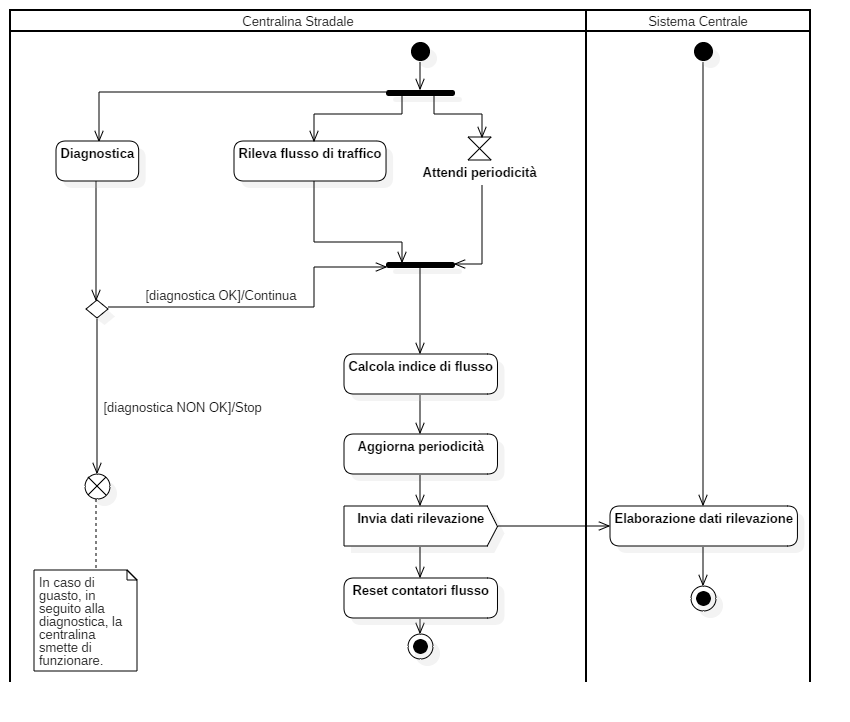 Centralina Stradale
Sistema Centrale
Diagnostica
Rileva flusso di traffico
Attendi periodicità
[diagnostica OK]/Continua
Calcola indice di flusso
[diagnostica NON OK]/Stop
Aggiorna periodicità
Invia dati rilevazione
Elaborazione dati rilevazione
In caso di
guasto, in
seguito alla
diagnostica, la
centralina
smette di
funzionare.
Reset contatori flusso